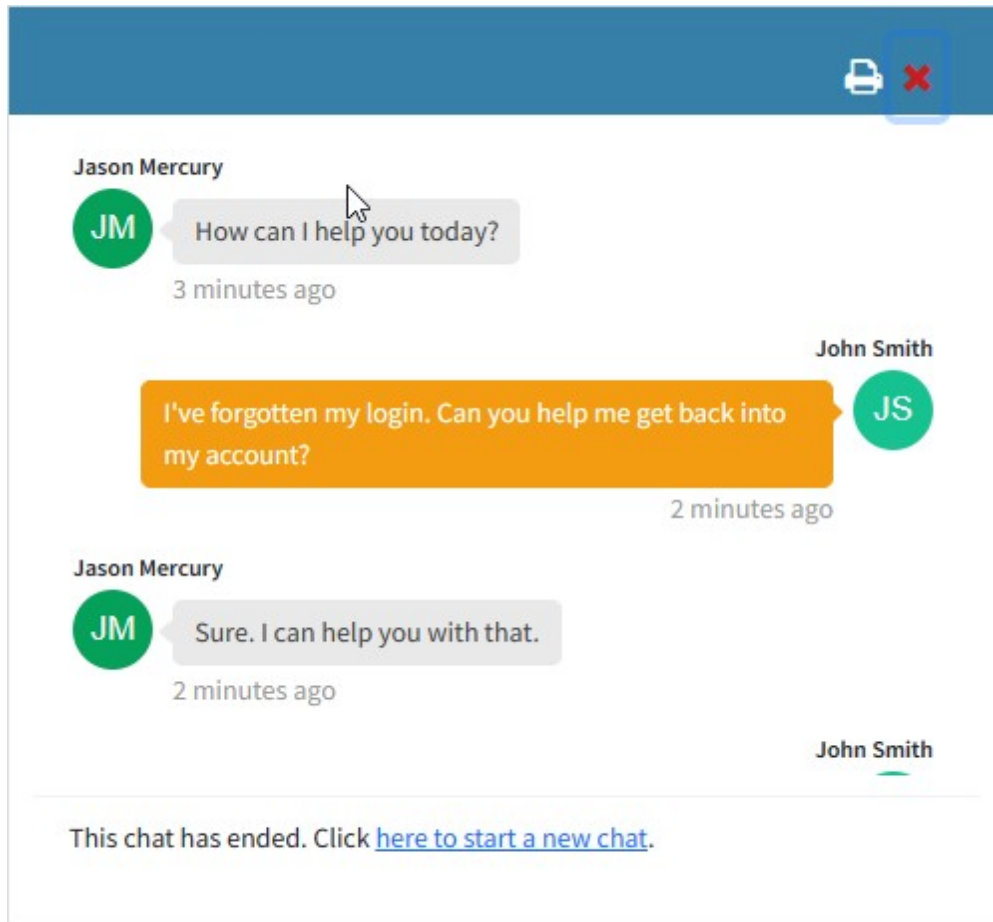 Jason Mercury
JM
How can I help you today?
3 minutes ago
John Smith
I've forgotten my login. Can you help me get back into
my account?
JS
2 minutes ago
Jason Mercury
JM
Sure. I can help you with that.
2 minutes ago
John Smith
This chat has ended. Click here to start a new chat.